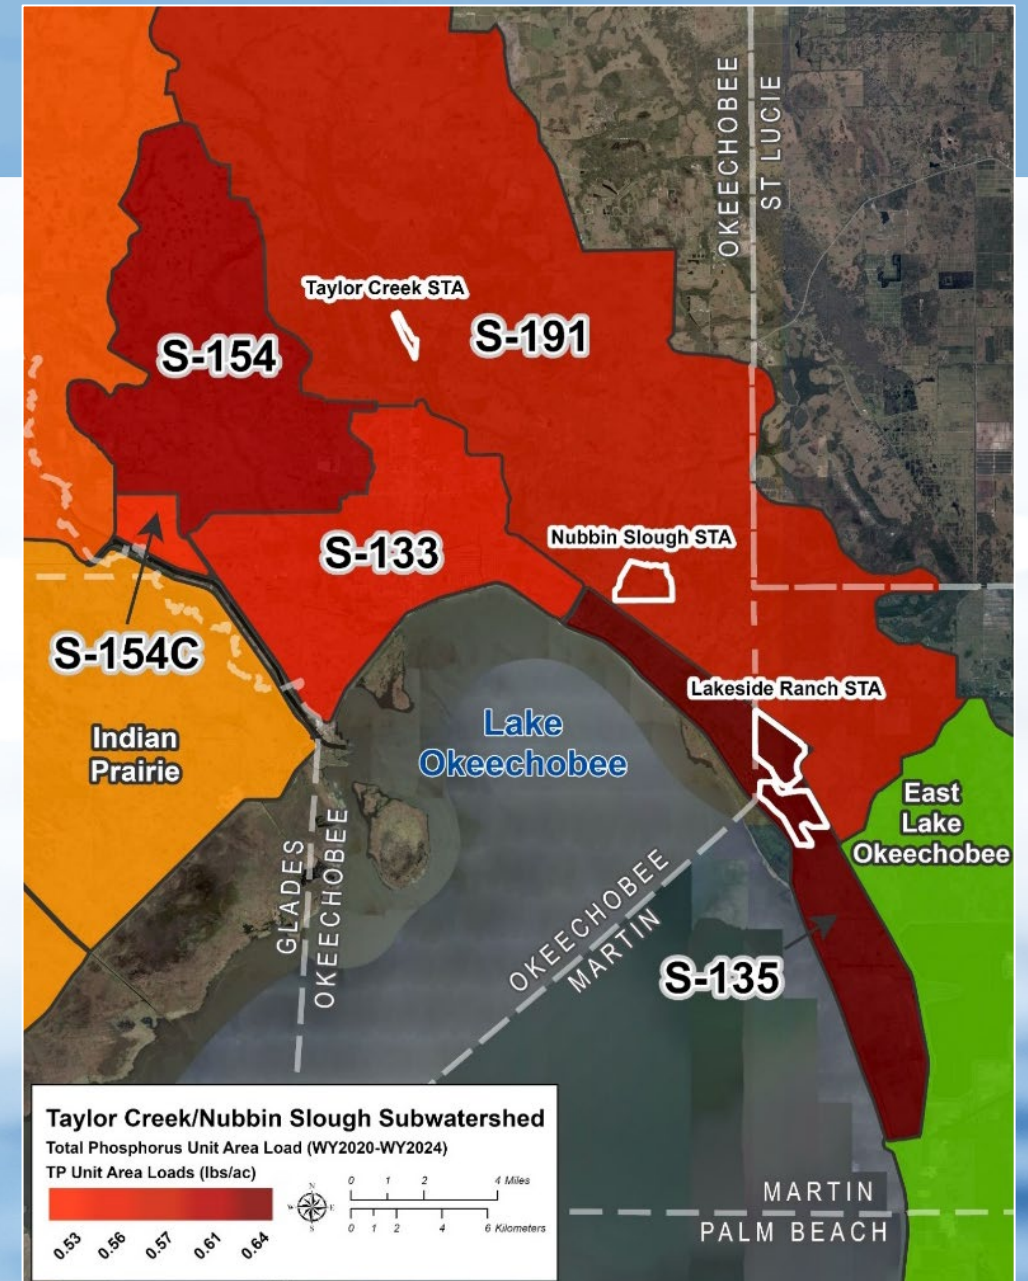 OKEECHOBEE
ST LUCIE
Taylor Creek STA
S-191
S-154
Nubbin Slough STA
S-133
S-154C
Lakeside Ranch STA
Indian
Prairie
Lake
Okeechobee
East
Lake
Okeechobee
GLADES
OKEECHOBEE
OKEECHOBEE
MARTIN
S-135
Taylor Creek/Nubbin Slough Subwatershed
Total Phosphorus Unit Area Load (WY2020-WY2024)
TP Unit Area Loads (lbs/ac)
0.53 0.56 0.57 0.61 0.64
N
W E
S
0 1 2 4 Miles
0 1 2 4 6 Kilometers
MARTIN
PALM BEACH